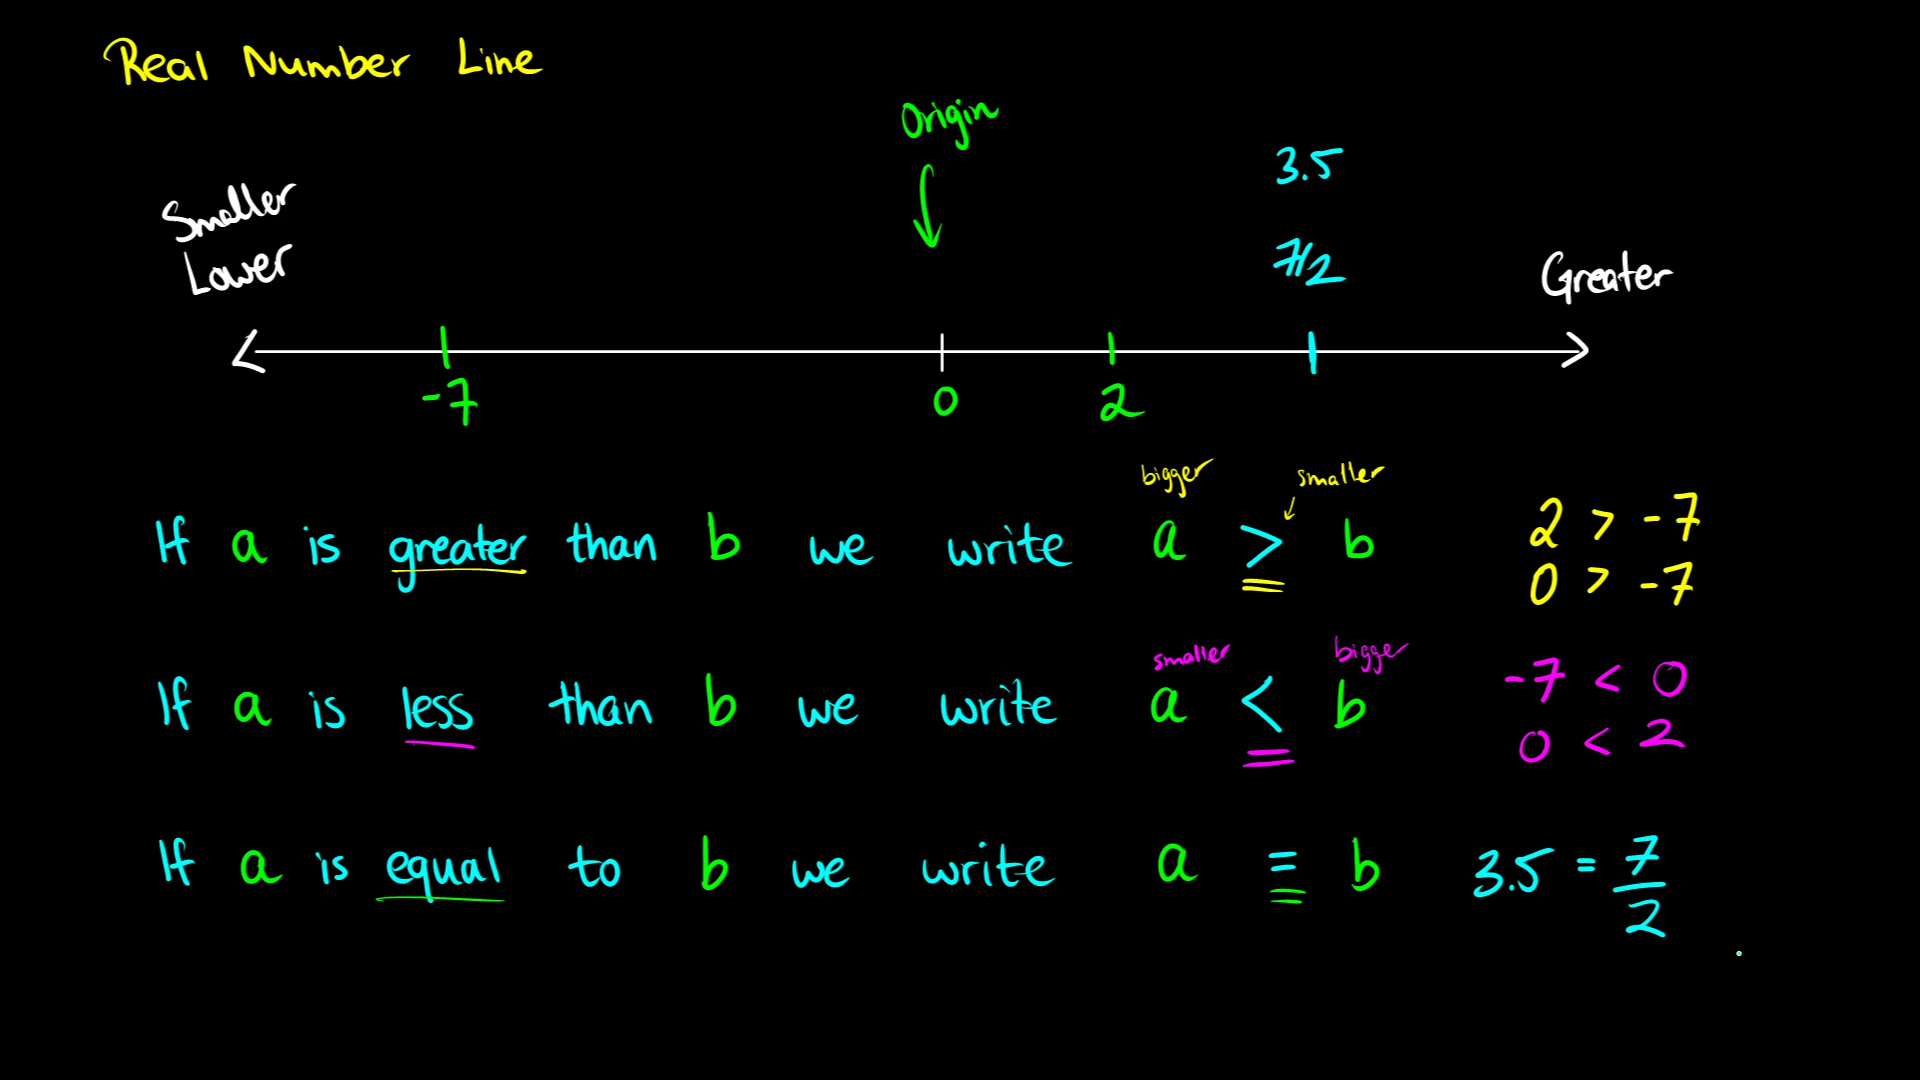 Real Number Line
Origin
3.5
Smaller
Lower
7/2
Greater
-7 0 2
bigger smaller
If a is greater than b we write a > b
2 > -7
0 > -7
smaller bigger
If a is less than b we write a < b
-7 < 0
0 < 2
If a is equal to b we write a = b
3.5 = 7/2